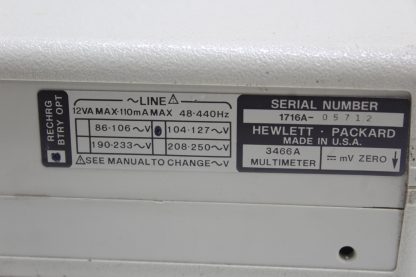 RECHRG
BTRY OPT
~LINE⚠
12VA MAX·110mA MAX 48-440Hz
86-106~V 104-127~V
190-233~V 208-250~V
⚠SEE MANUAL TO CHANGE~V
SERIAL NUMBER
1716A- 05712
HEWLETT · PACKARD
MADE IN U.S.A.
3466A
MULTIMETER
⎓ mV ZERO